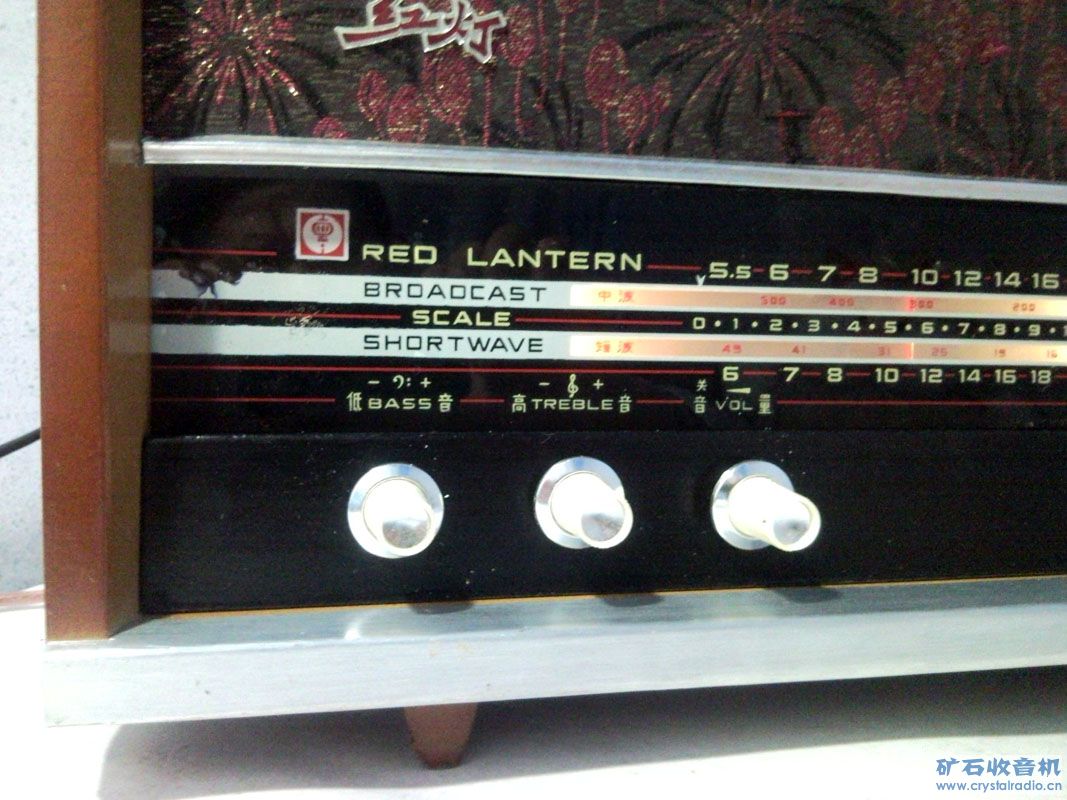 红灯
RED LANTERN
5.5 6 7 8 10 12 14 16
BROADCAST 中波 500 400 300 200
SCALE 0 · 1 · 2 · 3 · 4 · 5 · 6 · 7 · 8 · 9 · 1
SHORTWAVE 短波 49 41 31 25 19 16
6 7 8 10 12 14 16 18
- + - + 关
低 BASS 音 高 TREBLE 音 音 VOL 量
矿石收音机
www.crystalradio.cn